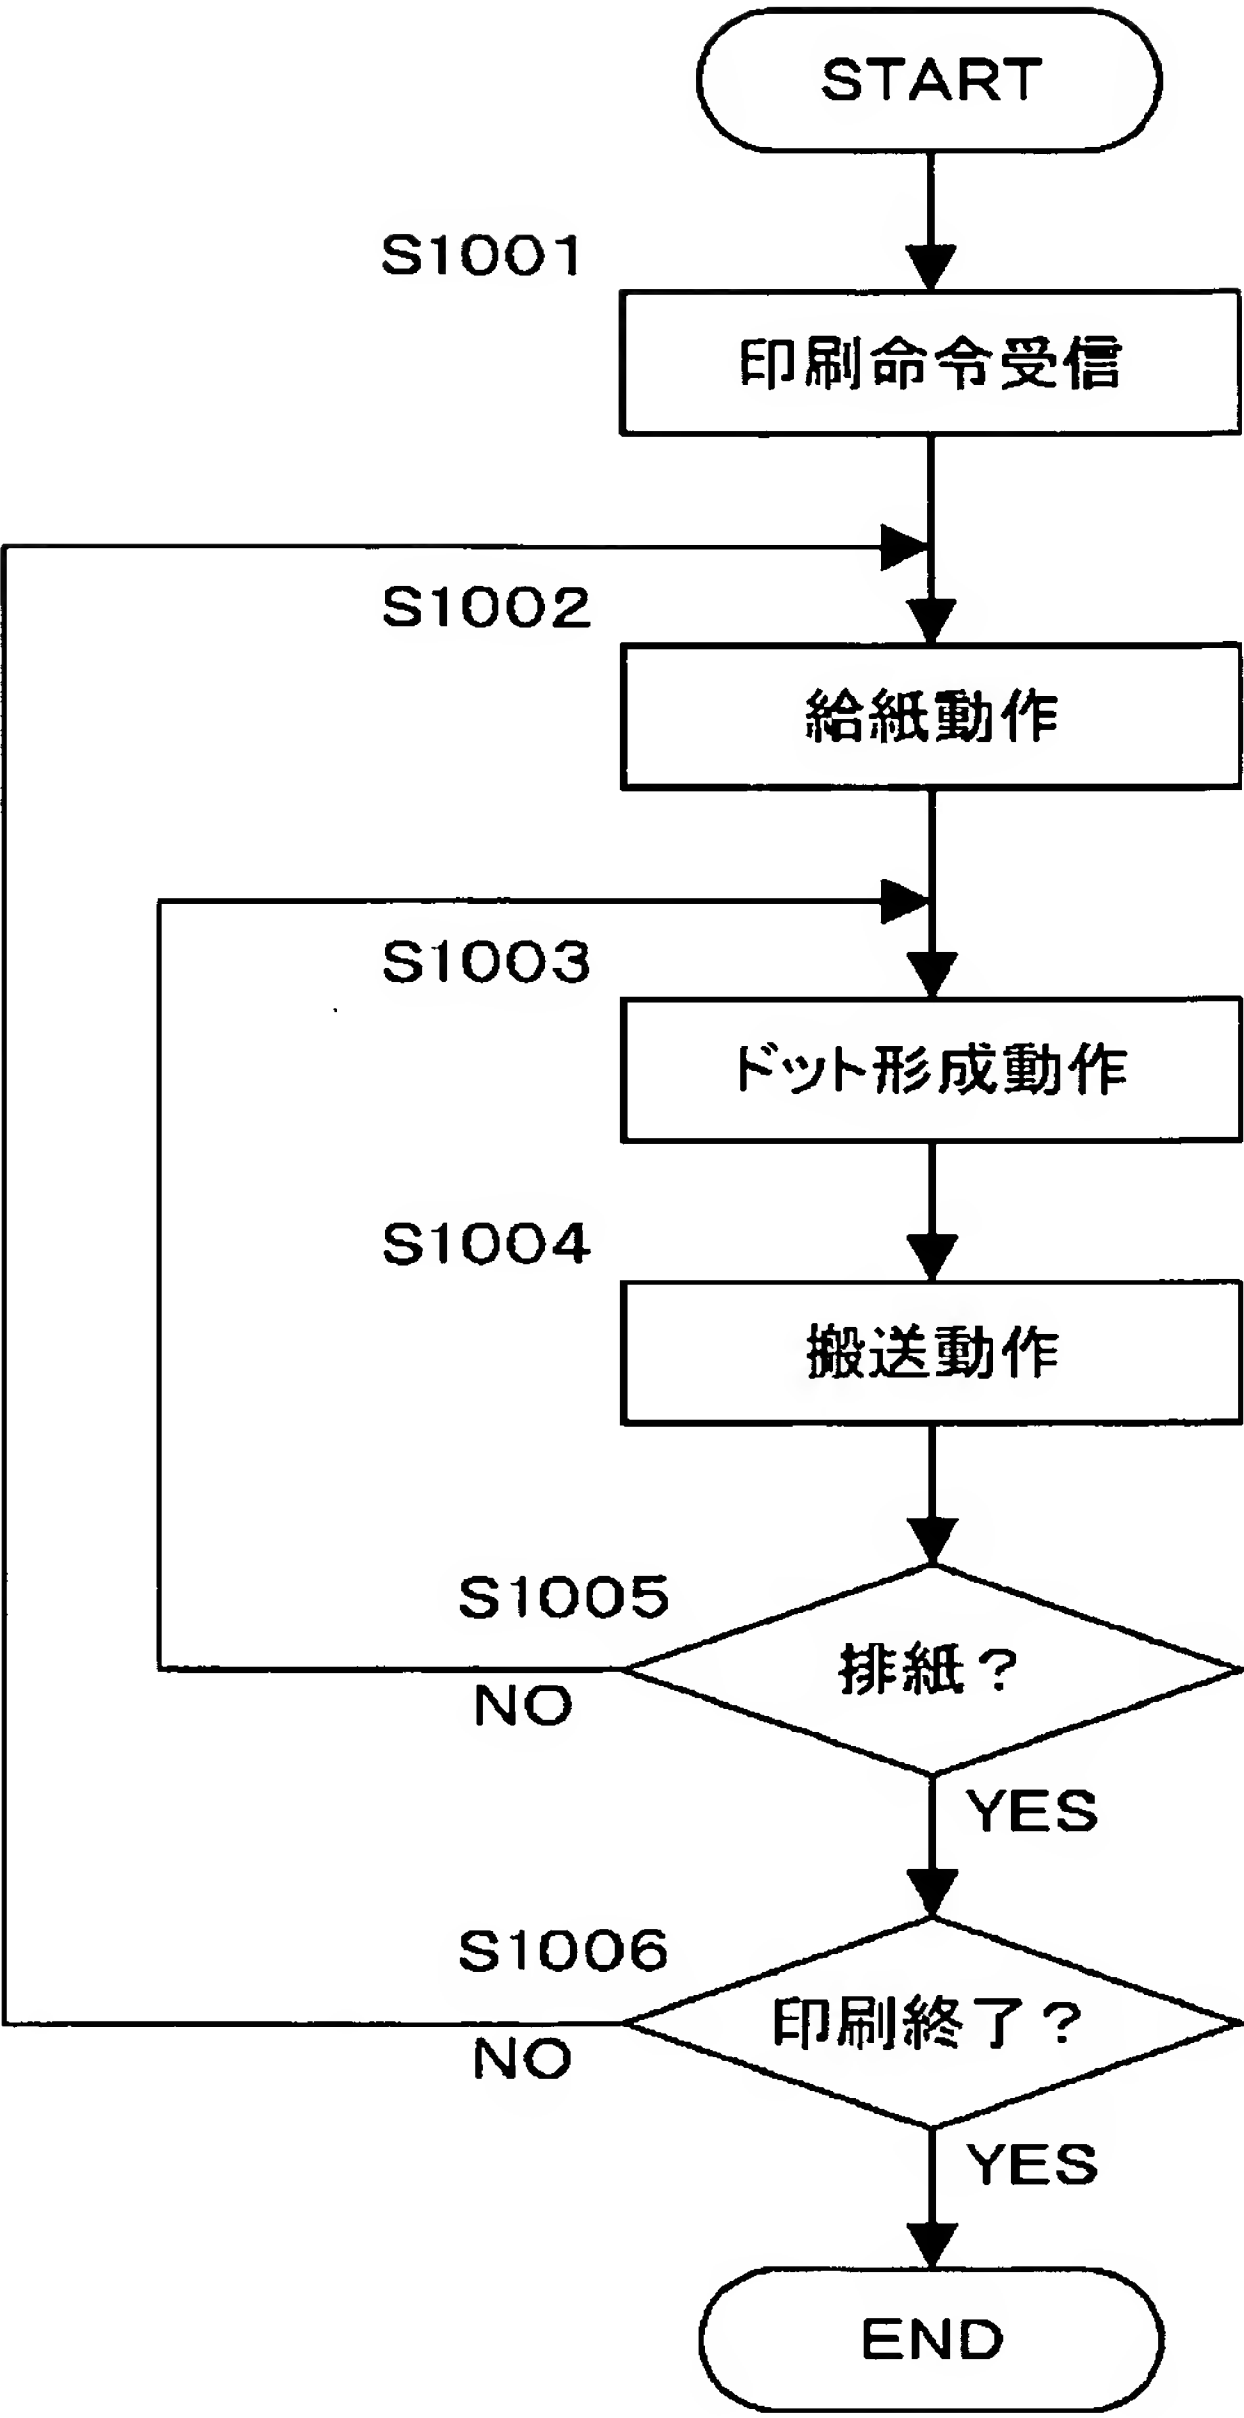 START
S1001
印刷命令受信
S1002
給紙動作
S1003
ドット形成動作
S1004
搬送動作
S1005
排紙？
NO
YES
S1006
印刷終了？
NO
YES
END